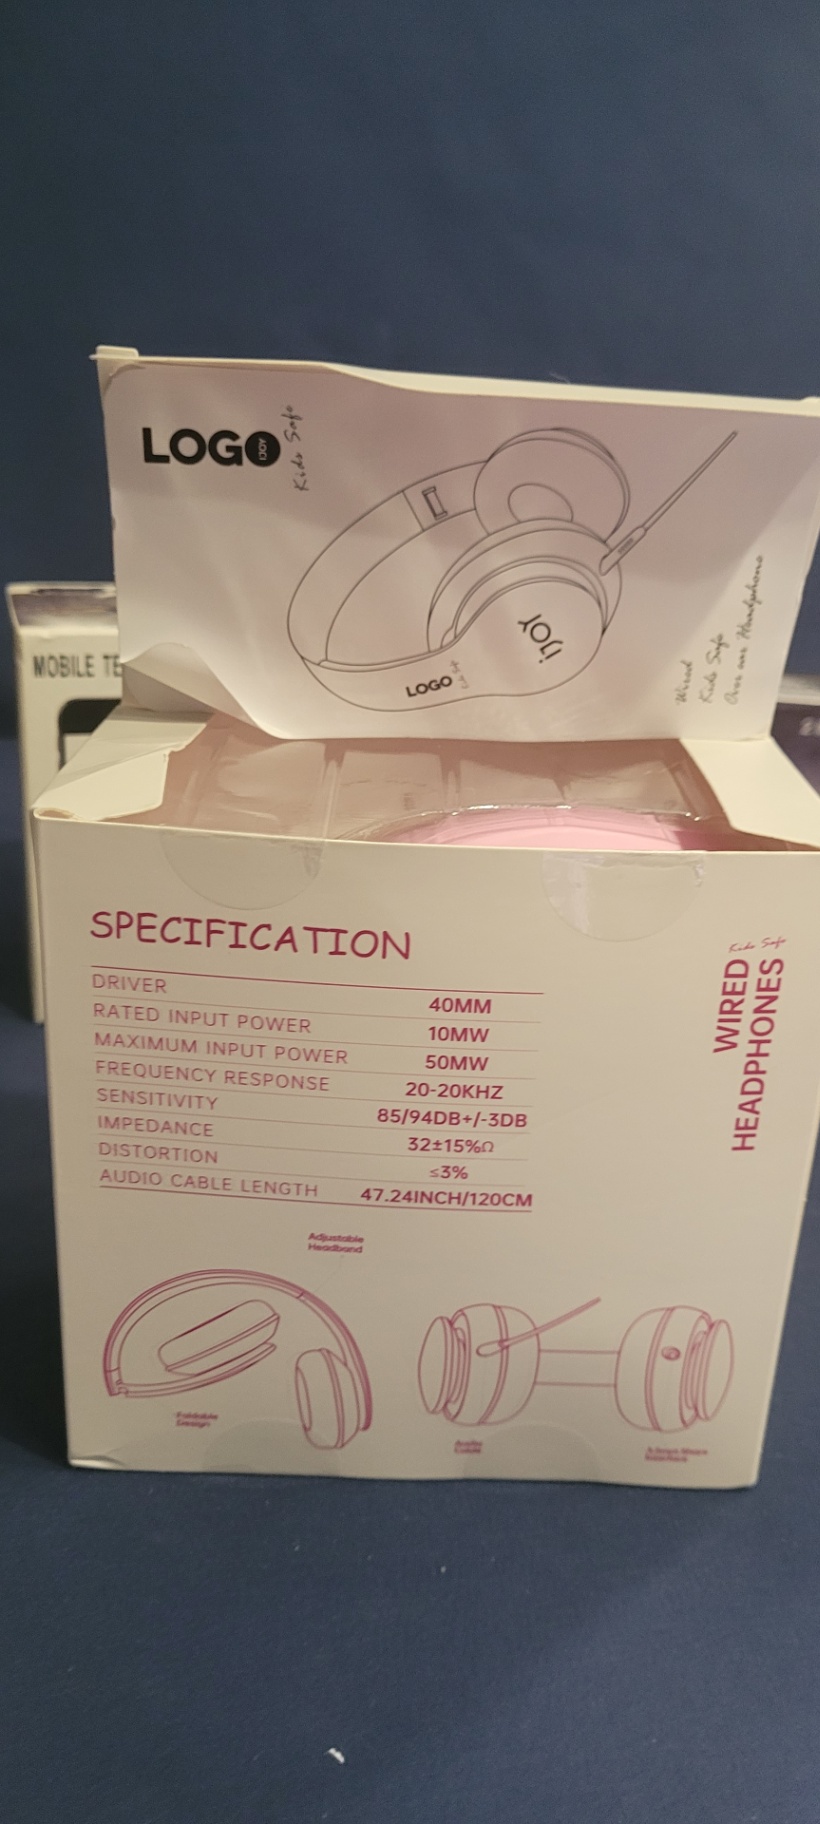 LOGO
Kids Safe
iJOY
LOGO
Wired
Kids Safe
Over ear Headphone
MOBILE TE
SPECIFICATION
DRIVER 40MM
RATED INPUT POWER 10MW
MAXIMUM INPUT POWER 50MW
FREQUENCY RESPONSE 20-20KHZ
SENSITIVITY 85/94DB+/-3DB
IMPEDANCE 32±15%Ω
DISTORTION ≤3%
AUDIO CABLE LENGTH 47.24INCH/120CM
Kids Safe
WIRED
HEADPHONES
Adjustable
Headband
Foldable
Design
Audio
Cable